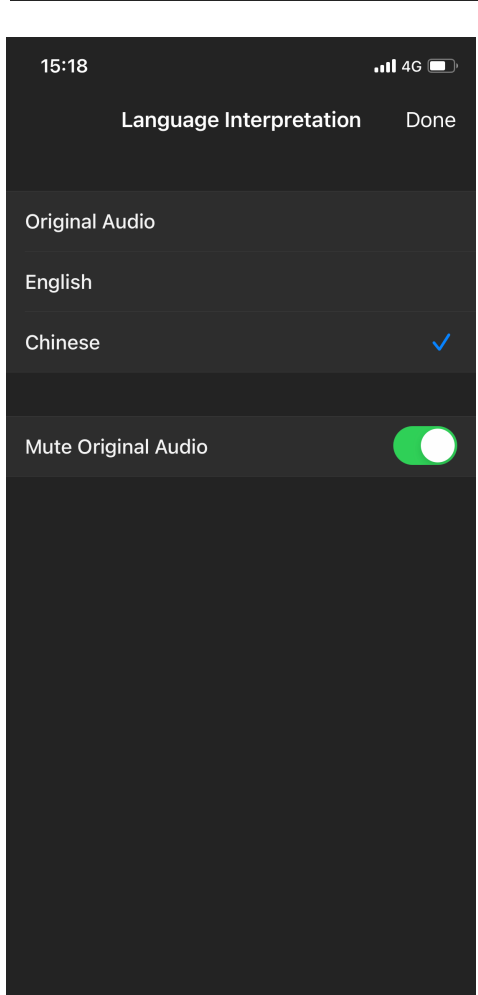 15:18 4G
Language Interpretation Done
Original Audio
English
Chinese
Mute Original Audio